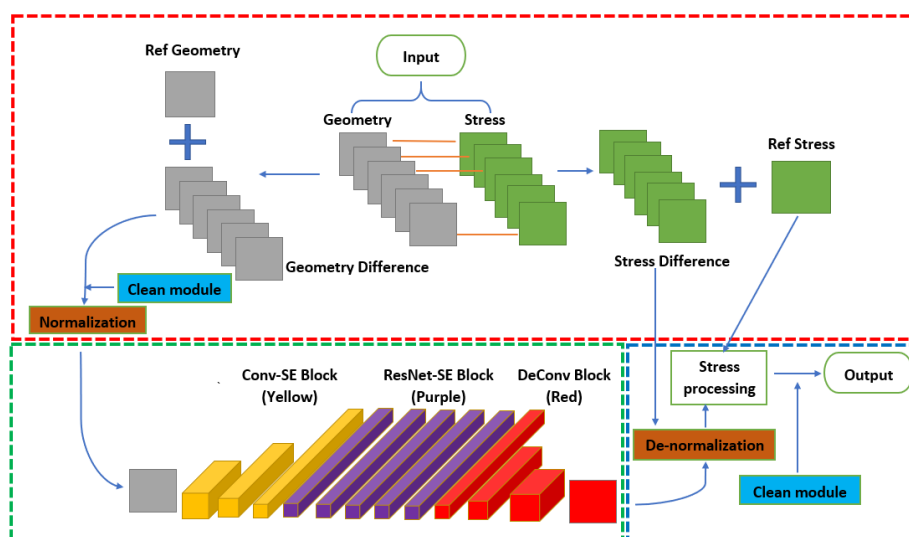 Ref Geometry
Input
Geometry
Stress
Ref Stress
Geometry Difference
Stress Difference
Clean module
Normalization
Conv-SE Block
(Yellow)
ResNet-SE Block
(Purple)
DeConv Block
(Red)
Stress
processing
Output
De-normalization
Clean module